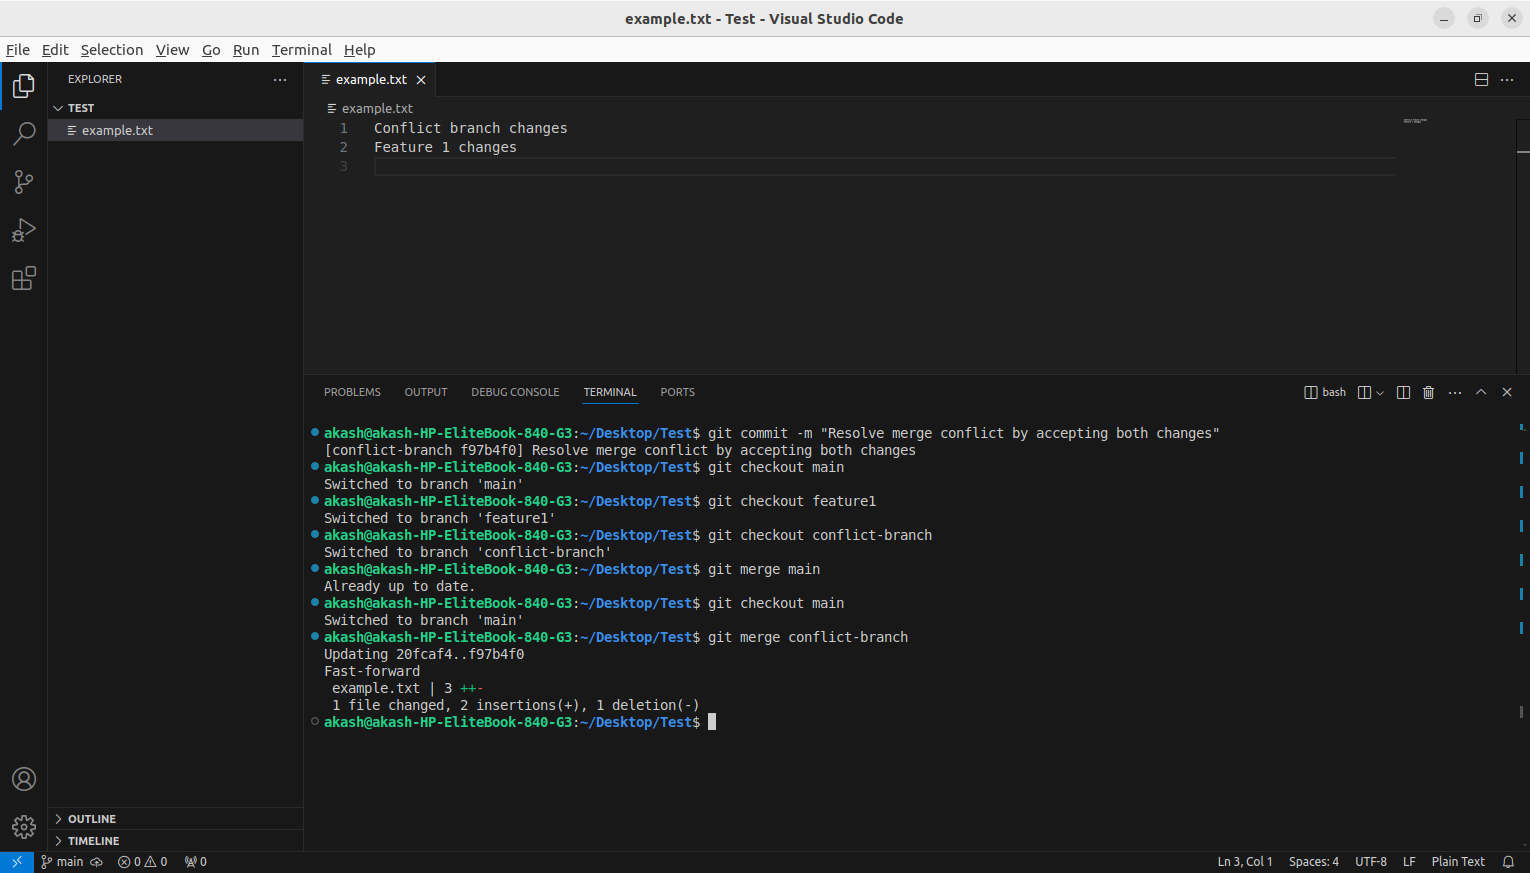 example.txt - Test - Visual Studio Code
File Edit Selection View Go Run Terminal Help
EXPLORER
TEST
example.txt
example.txt
example.txt
1 Conflict branch changes
2 Feature 1 changes
3
PROBLEMS OUTPUT DEBUG CONSOLE TERMINAL PORTS
bash
akash@akash-HP-EliteBook-840-G3:~/Desktop/Test$ git commit -m "Resolve merge conflict by accepting both changes"
[conflict-branch f97b4f0] Resolve merge conflict by accepting both changes
akash@akash-HP-EliteBook-840-G3:~/Desktop/Test$ git checkout main
Switched to branch 'main'
akash@akash-HP-EliteBook-840-G3:~/Desktop/Test$ git checkout feature1
Switched to branch 'feature1'
akash@akash-HP-EliteBook-840-G3:~/Desktop/Test$ git checkout conflict-branch
Switched to branch 'conflict-branch'
akash@akash-HP-EliteBook-840-G3:~/Desktop/Test$ git merge main
Already up to date.
akash@akash-HP-EliteBook-840-G3:~/Desktop/Test$ git checkout main
Switched to branch 'main'
akash@akash-HP-EliteBook-840-G3:~/Desktop/Test$ git merge conflict-branch
Updating 20fcaf4..f97b4f0
Fast-forward
example.txt | 3 ++-
1 file changed, 2 insertions(+), 1 deletion(-)
akash@akash-HP-EliteBook-840-G3:~/Desktop/Test$
OUTLINE
TIMELINE
main 0 0 0 Ln 3, Col 1 Spaces: 4 UTF-8 LF Plain Text